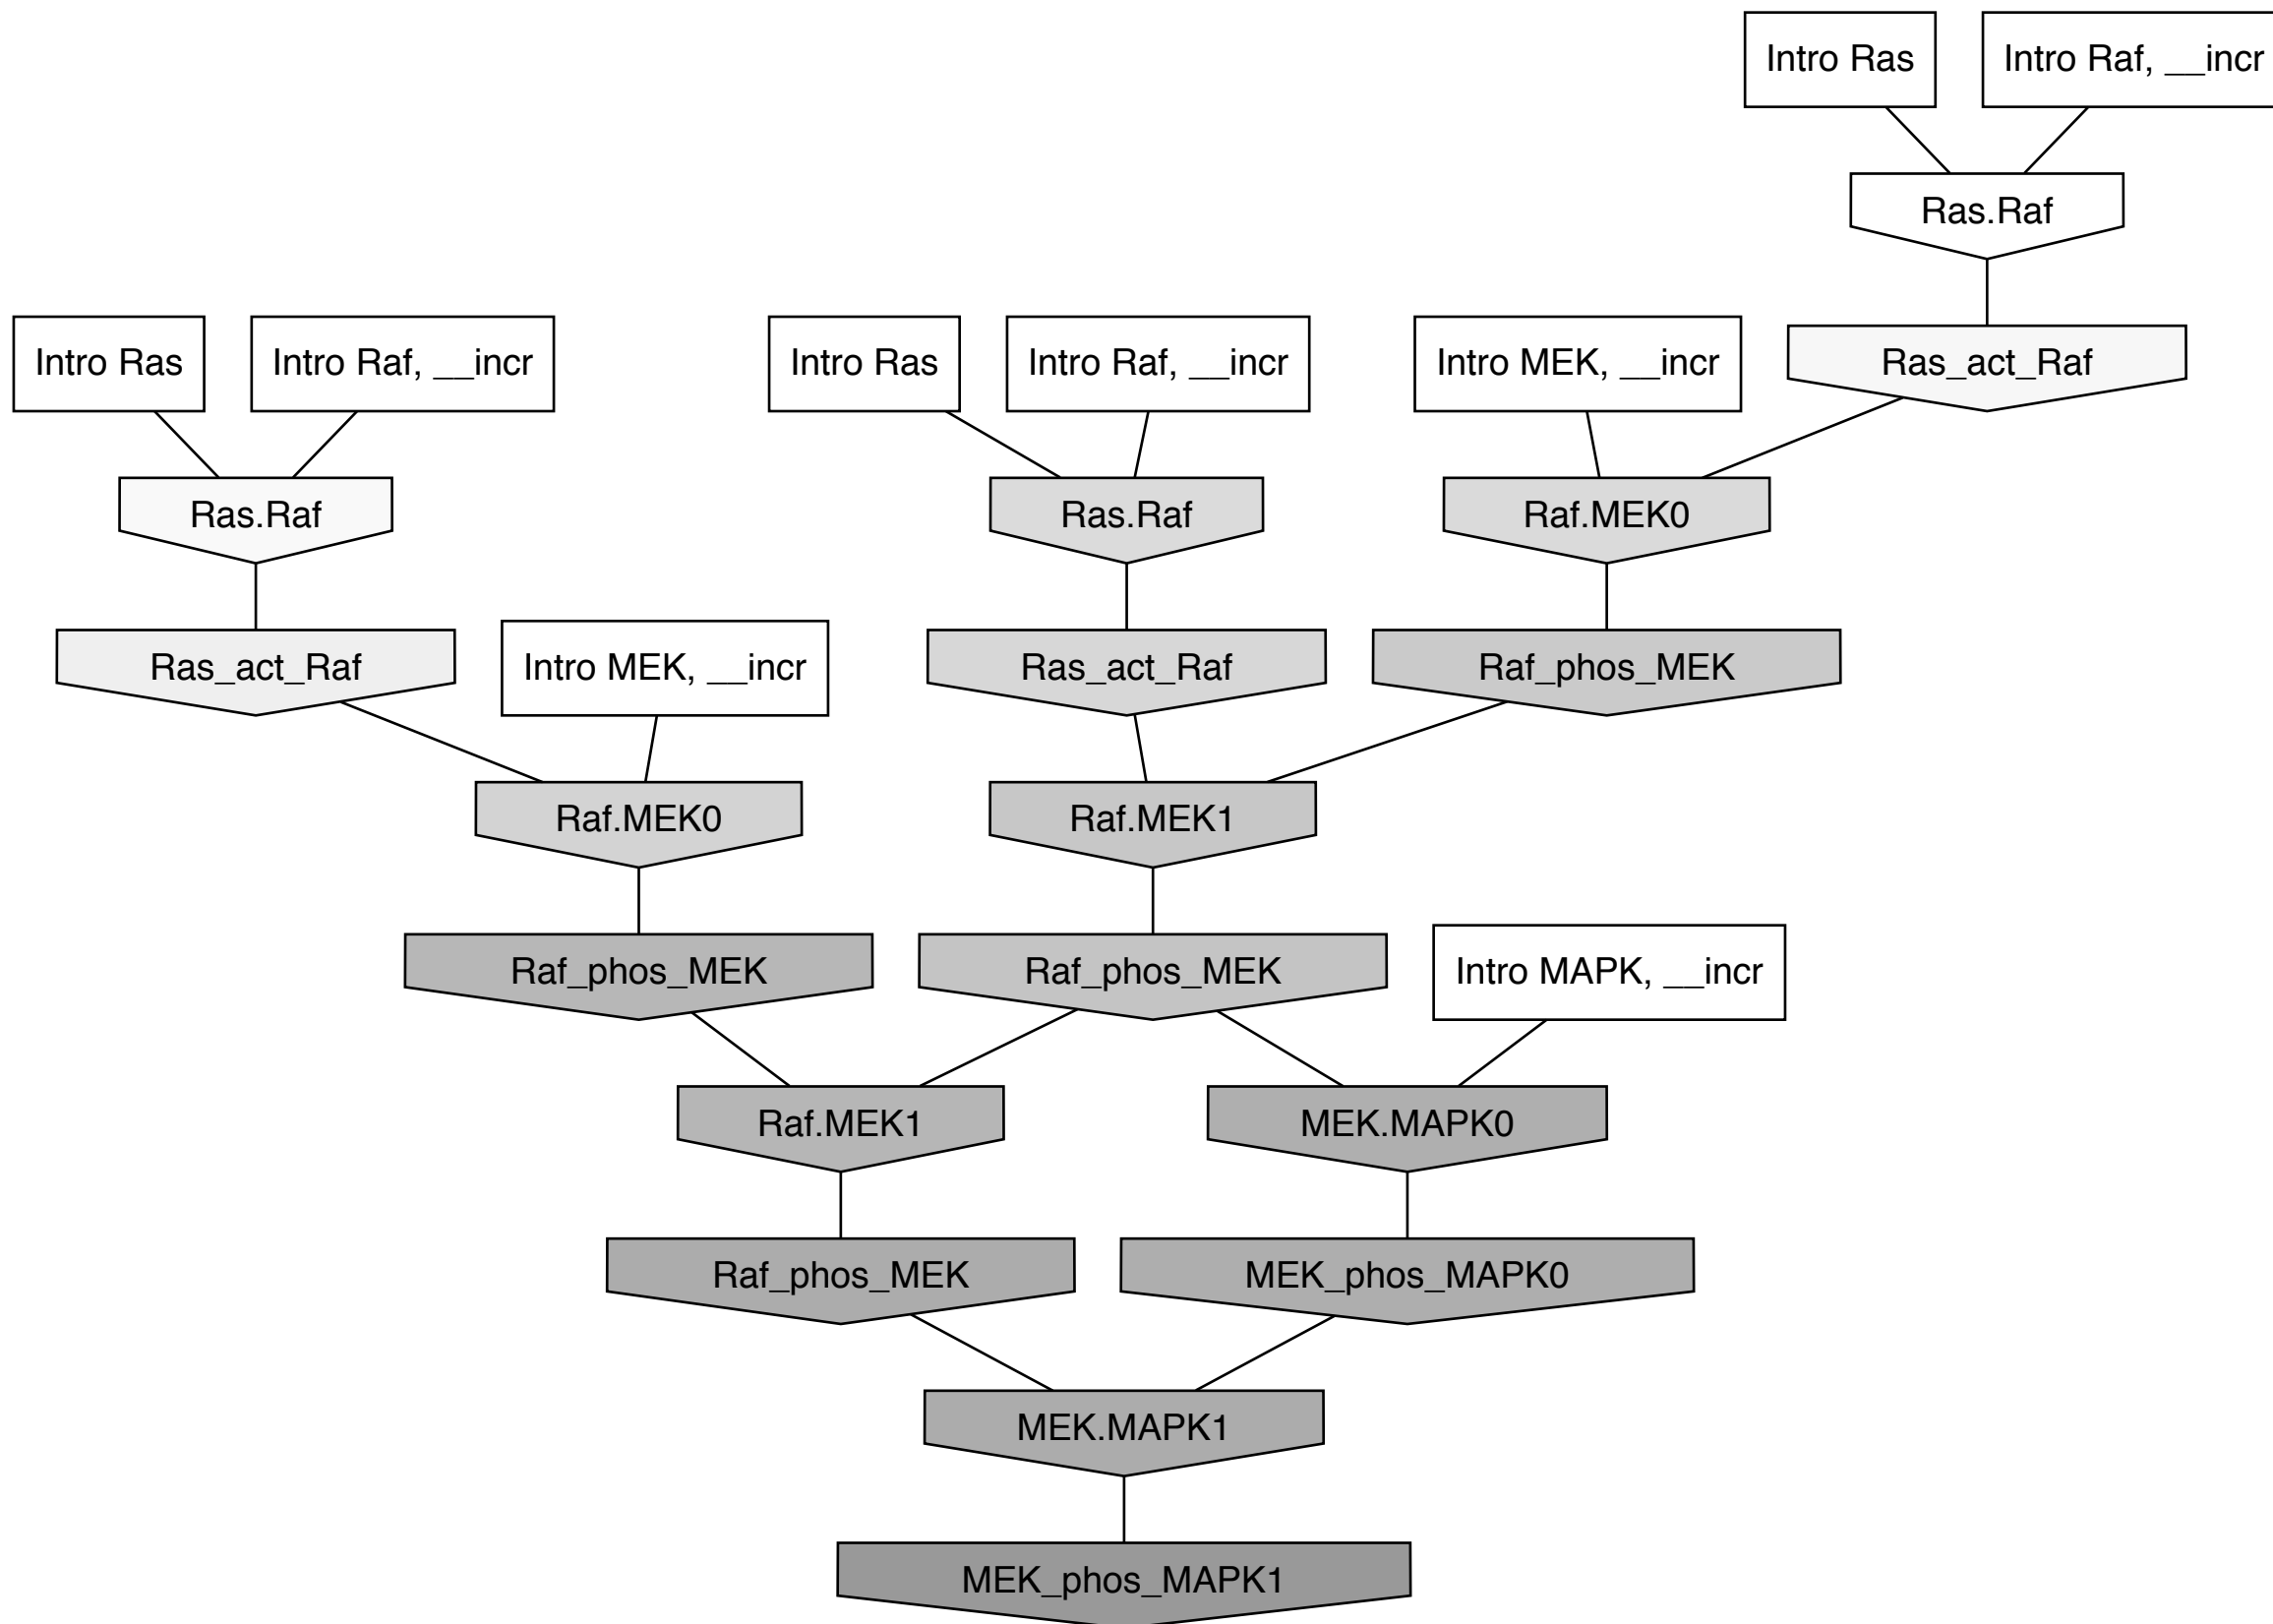 Intro Ras
Intro Raf, __incr
Ras.Raf
Intro Ras
Intro Raf, __incr
Intro Ras
Intro Raf, __incr
Intro MEK, __incr
Ras_act_Raf
Ras.Raf
Ras.Raf
Raf.MEK0
Ras_act_Raf
Intro MEK, __incr
Ras_act_Raf
Raf_phos_MEK
Raf.MEK0
Raf.MEK1
Raf_phos_MEK
Raf_phos_MEK
Intro MAPK, __incr
Raf.MEK1
MEK.MAPK0
Raf_phos_MEK
MEK_phos_MAPK0
MEK.MAPK1
MEK_phos_MAPK1